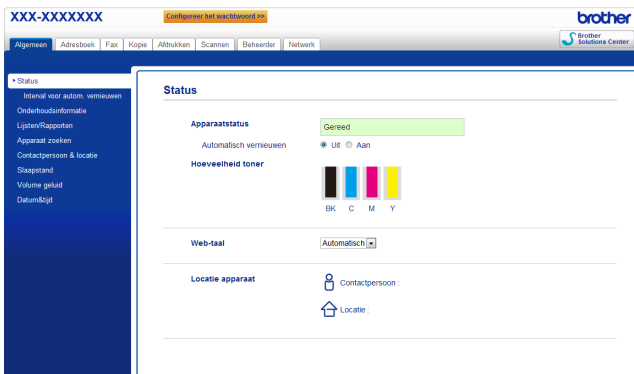 XXX-XXXXXXX
Configureer het wachtwoord >>
brother
Algemeen Adresboek Fax Kopie Afdrukken Scannen Beheerder Netwerk
Brother Solutions Center
Status
Interval voor autom. vernieuwen
Onderhoudsinformatie
Lijsten/Rapporten
Apparaat zoeken
Contactpersoon & locatie
Slaapstand
Volume geluid
Datum&tijd
Status
Apparaatstatus Gereed
Automatisch vernieuwen Uit Aan
Hoeveelheid toner
BK C M Y
Web-taal Automatisch
Locatie apparaat Contactpersoon :
Locatie :